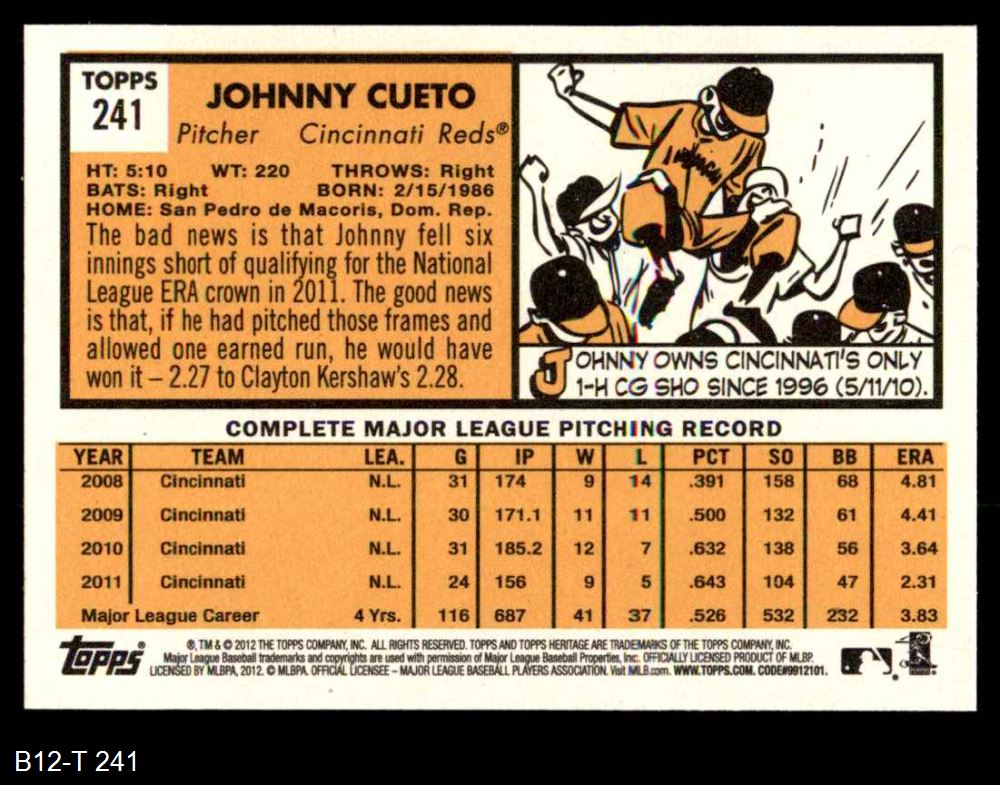 TOPPS
241
JOHNNY CUETO
Pitcher Cincinnati Reds®
HT: 5:10 WT: 220 THROWS: Right
BATS: Right BORN: 2/15/1986
HOME: San Pedro de Macoris, Dom. Rep.
The bad news is that Johnny fell six
innings short of qualifying for the National
League ERA crown in 2011. The good news
is that, if he had pitched those frames and
allowed one earned run, he would have
won it – 2.27 to Clayton Kershaw's 2.28.
JOHNNY OWNS CINCINNATI'S ONLY
1-H CG SHO SINCE 1996 (5/11/10).
COMPLETE MAJOR LEAGUE PITCHING RECORD
YEAR TEAM LEA. G IP W L PCT SO BB ERA
2008 Cincinnati N.L. 31 174 9 14 .391 158 68 4.81
2009 Cincinnati N.L. 30 171.1 11 11 .500 132 61 4.41
2010 Cincinnati N.L. 31 185.2 12 7 .632 138 56 3.64
2011 Cincinnati N.L. 24 156 9 5 .643 104 47 2.31
Major League Career 4 Yrs. 116 687 41 37 .526 532 232 3.83
Topps®
®, TM & © 2012 THE TOPPS COMPANY, INC. ALL RIGHTS RESERVED. TOPPS AND TOPPS HERITAGE ARE TRADEMARKS OF THE TOPPS COMPANY, INC.
Major League Baseball trademarks and copyrights are used with permission of Major League Baseball Properties, Inc. OFFICIALLY LICENSED PRODUCT OF MLBP.
LICENSED BY MLBPA, 2012. © MLBPA. OFFICIAL LICENSEE – MAJOR LEAGUE BASEBALL PLAYERS ASSOCIATION. Visit MLB.com. WWW.TOPPS.COM. CODE#9912101.
B12-T 241